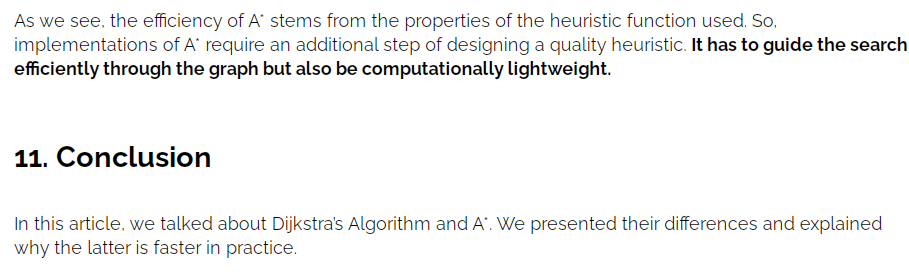 As we see, the efficiency of A* stems from the properties of the heuristic function used. So,
implementations of A* require an additional step of designing a quality heuristic. It has to guide the search
efficiently through the graph but also be computationally lightweight.
11. Conclusion
In this article, we talked about Dijkstra's Algorithm and A*. We presented their differences and explained
why the latter is faster in practice.